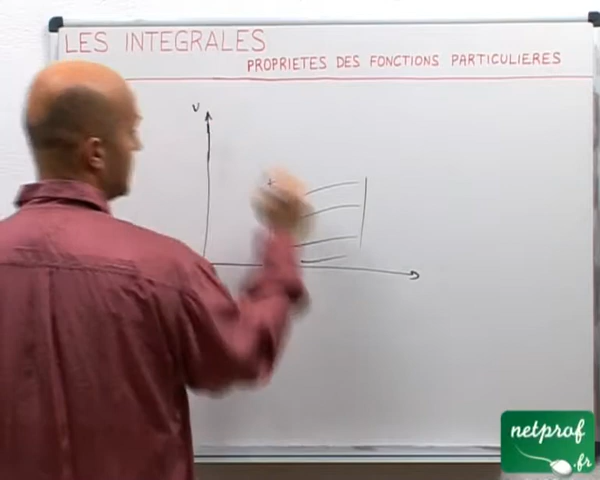 LES INTEGRALES
PROPRIETES DES FONCTIONS PARTICULIERES
netprof
.fr